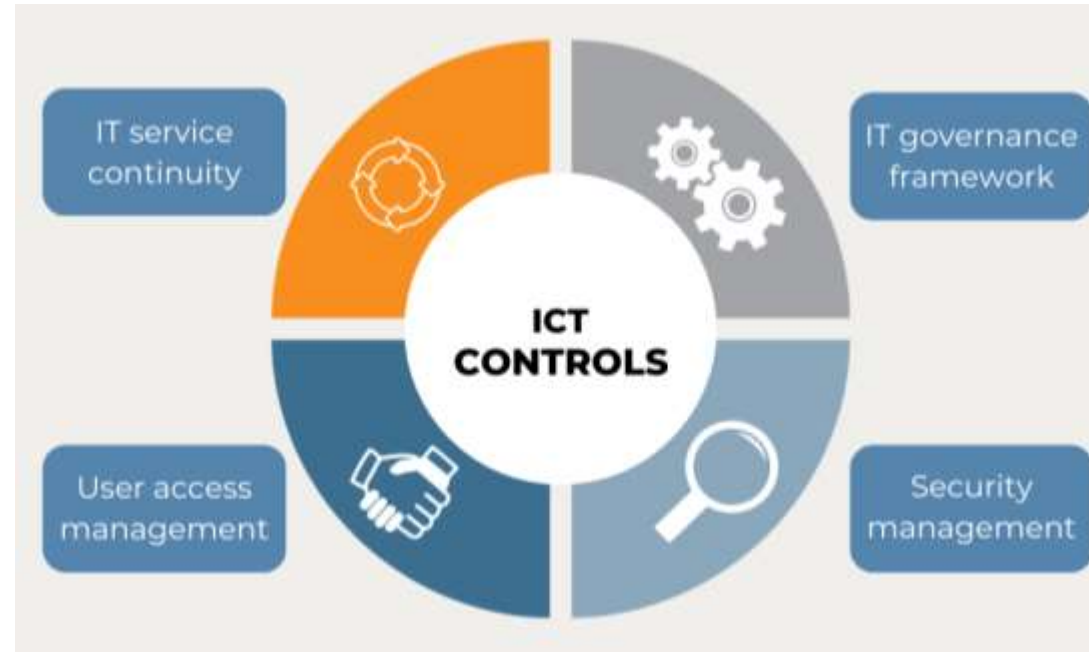 IT service
continuity
IT governance
framework
ICT
CONTROLS
User access
management
Security
management